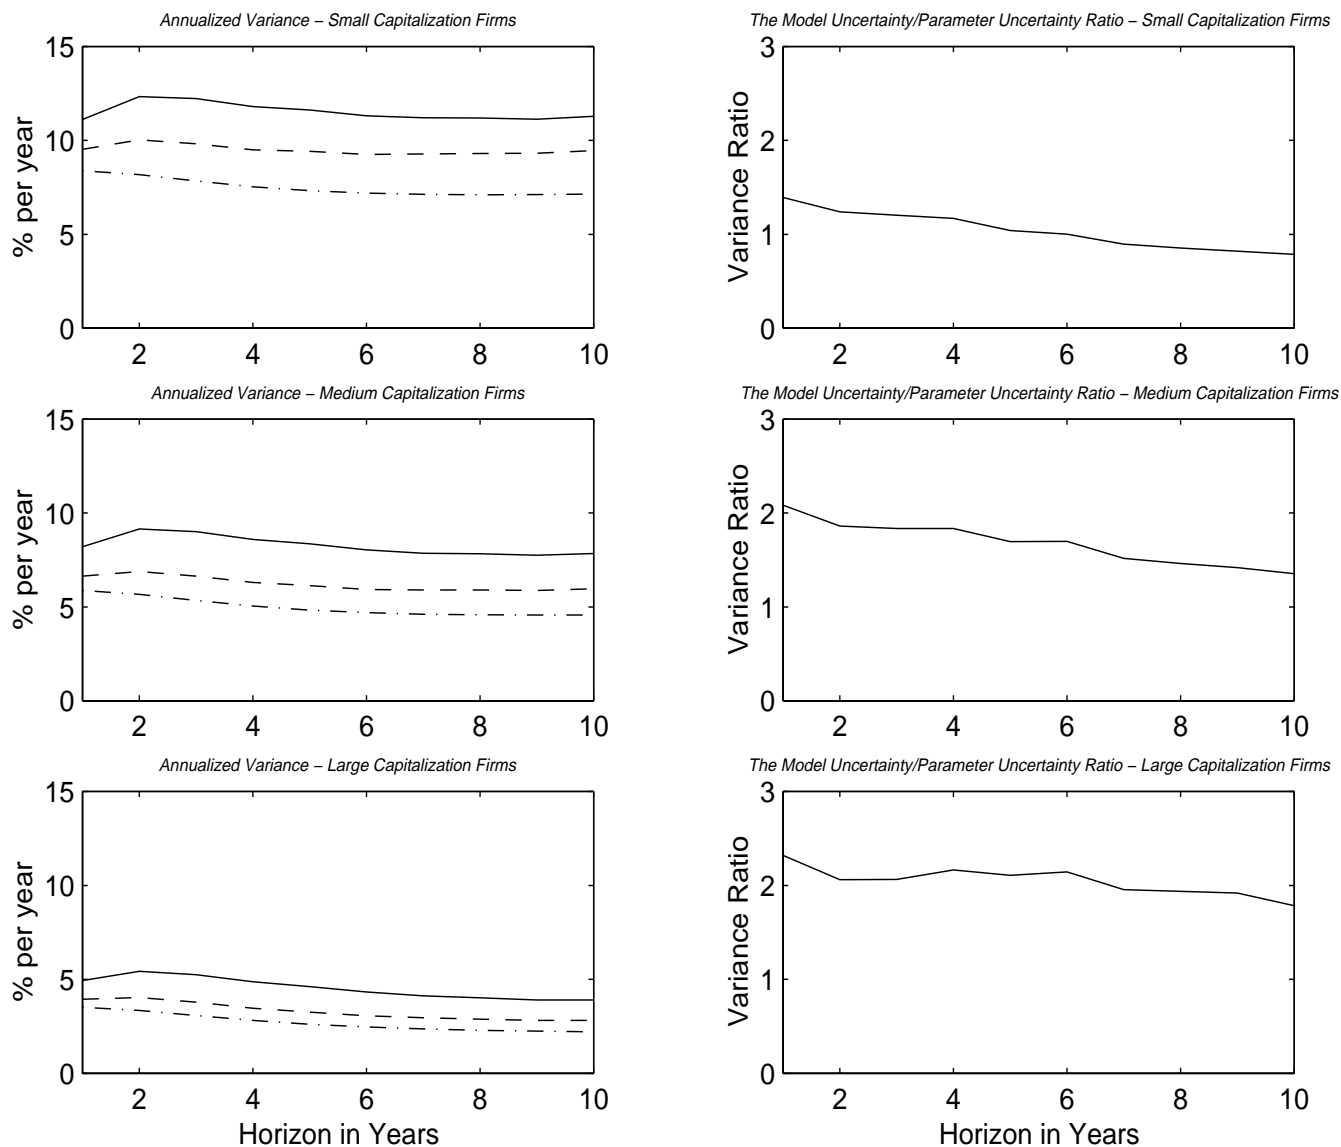 Annualized Variance – Small Capitalization Firms
15
10
5
0
% per year
2 4 6 8 10
The Model Uncertainty/Parameter Uncertainty Ratio – Small Capitalization Firms
3
2
1
0
Variance Ratio
2 4 6 8 10
Annualized Variance – Medium Capitalization Firms
15
10
5
0
% per year
2 4 6 8 10
The Model Uncertainty/Parameter Uncertainty Ratio – Medium Capitalization Firms
3
2
1
0
Variance Ratio
2 4 6 8 10
Annualized Variance – Large Capitalization Firms
15
10
5
0
% per year
2 4 6 8 10
Horizon in Years
The Model Uncertainty/Parameter Uncertainty Ratio – Large Capitalization Firms
3
2
1
0
Variance Ratio
2 4 6 8 10
Horizon in Years